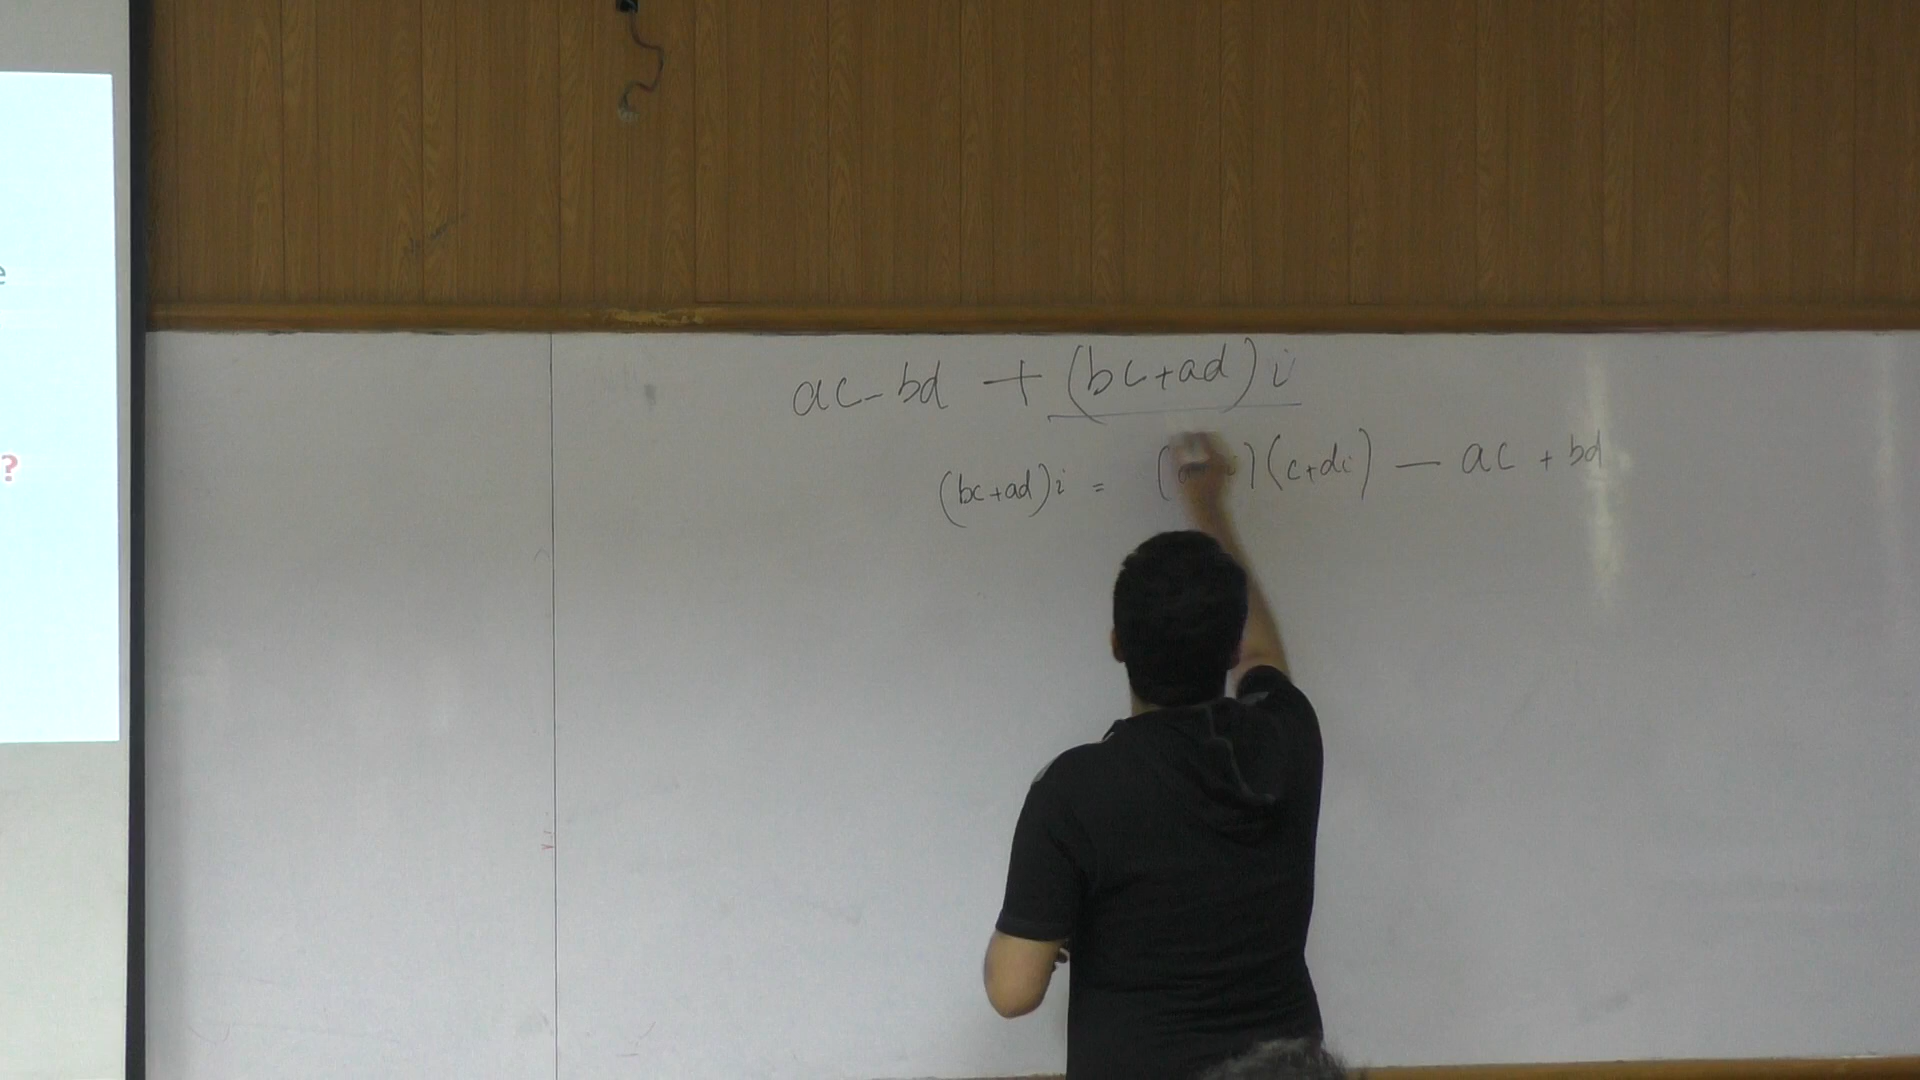 ac - bd + (bc+ad) i
(bc+ad)i = (a i)(c+di) — ac + bd
e
?